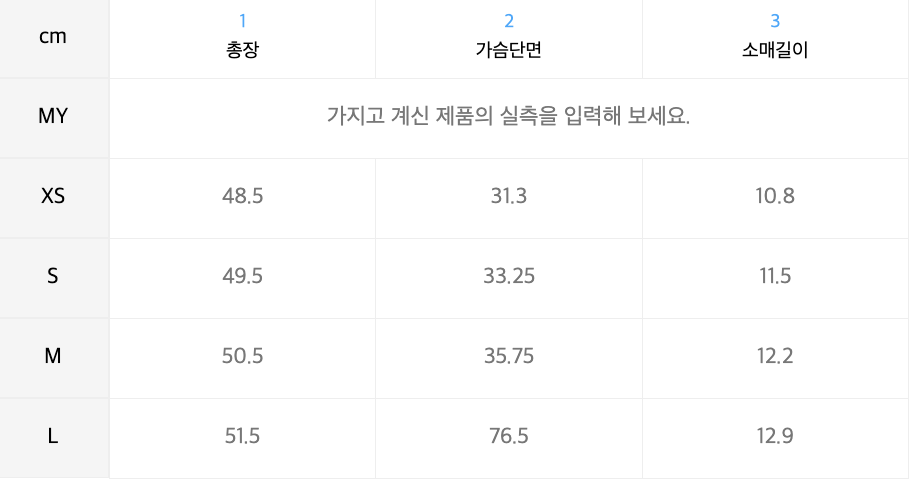 cm 1 2 3
총장 가슴단면 소매길이
MY 가지고 계신 제품의 실측을 입력해 보세요.
XS 48.5 31.3 10.8
S 49.5 33.25 11.5
M 50.5 35.75 12.2
L 51.5 76.5 12.9